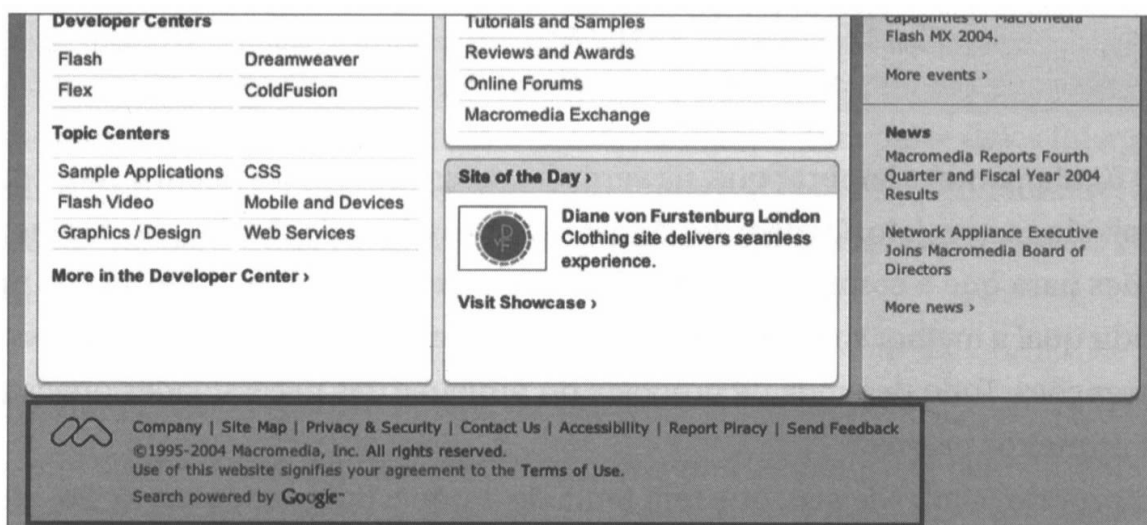 Developer Centers
Flash Dreamweaver
Flex ColdFusion
Topic Centers
Sample Applications CSS
Flash Video Mobile and Devices
Graphics / Design Web Services
More in the Developer Center ›
Tutorials and Samples
Reviews and Awards
Online Forums
Macromedia Exchange
Site of the Day ›
Diane von Furstenburg London
Clothing site delivers seamless
experience.
Visit Showcase ›
capabilities of Macromedia
Flash MX 2004.
More events ›
News
Macromedia Reports Fourth
Quarter and Fiscal Year 2004
Results
Network Appliance Executive
Joins Macromedia Board of
Directors
More news ›
Company | Site Map | Privacy & Security | Contact Us | Accessibility | Report Piracy | Send Feedback
©1995-2004 Macromedia, Inc. All rights reserved.
Use of this website signifies your agreement to the Terms of Use.
Search powered by Google™